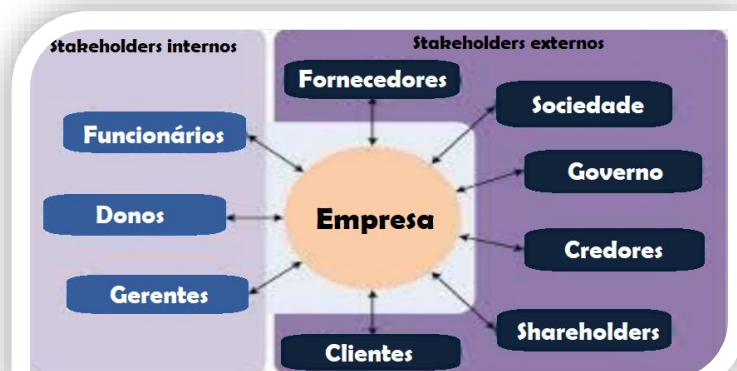 Stakeholders internos
Stakeholders externos
Fornecedores
Sociedade
Funcionários
Governo
Donos
Empresa
Credores
Gerentes
Shareholders
Clientes